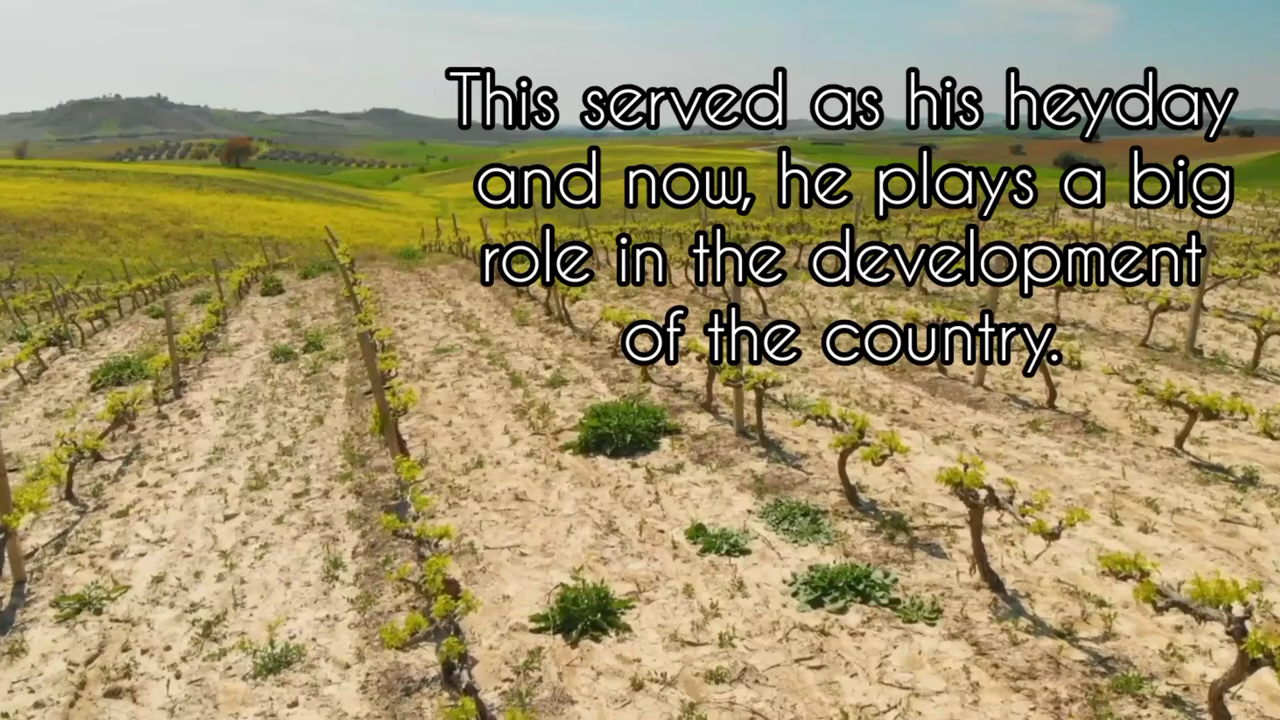 This served as his heyday
and now, he plays a big
role in the development
of the country.